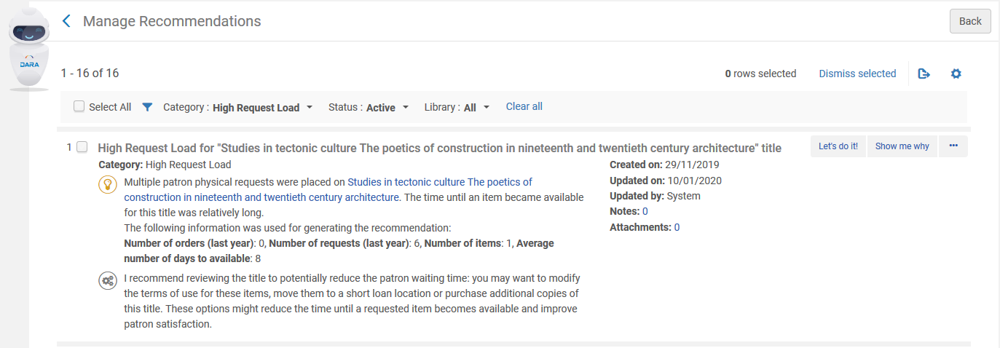 Manage Recommendations
Back
DARA
1 - 16 of 16
0 rows selected
Dismiss selected
Select All
Category : High Request Load
Status : Active
Library : All
Clear all
1
High Request Load for "Studies in tectonic culture The poetics of construction in nineteenth and twentieth century architecture" title
Let's do it!
Show me why
•••
Category: High Request Load
Multiple patron physical requests were placed on Studies in tectonic culture The poetics of
construction in nineteenth and twentieth century architecture. The time until an item became available
for this title was relatively long.
The following information was used for generating the recommendation:
Number of orders (last year): 0, Number of requests (last year): 6, Number of items: 1, Average
number of days to available: 8
I recommend reviewing the title to potentially reduce the patron waiting time: you may want to modify
the terms of use for these items, move them to a short loan location or purchase additional copies of
this title. These options might reduce the time until a requested item becomes available and improve
patron satisfaction.
Created on: 29/11/2019
Updated on: 10/01/2020
Updated by: System
Notes: 0
Attachments: 0